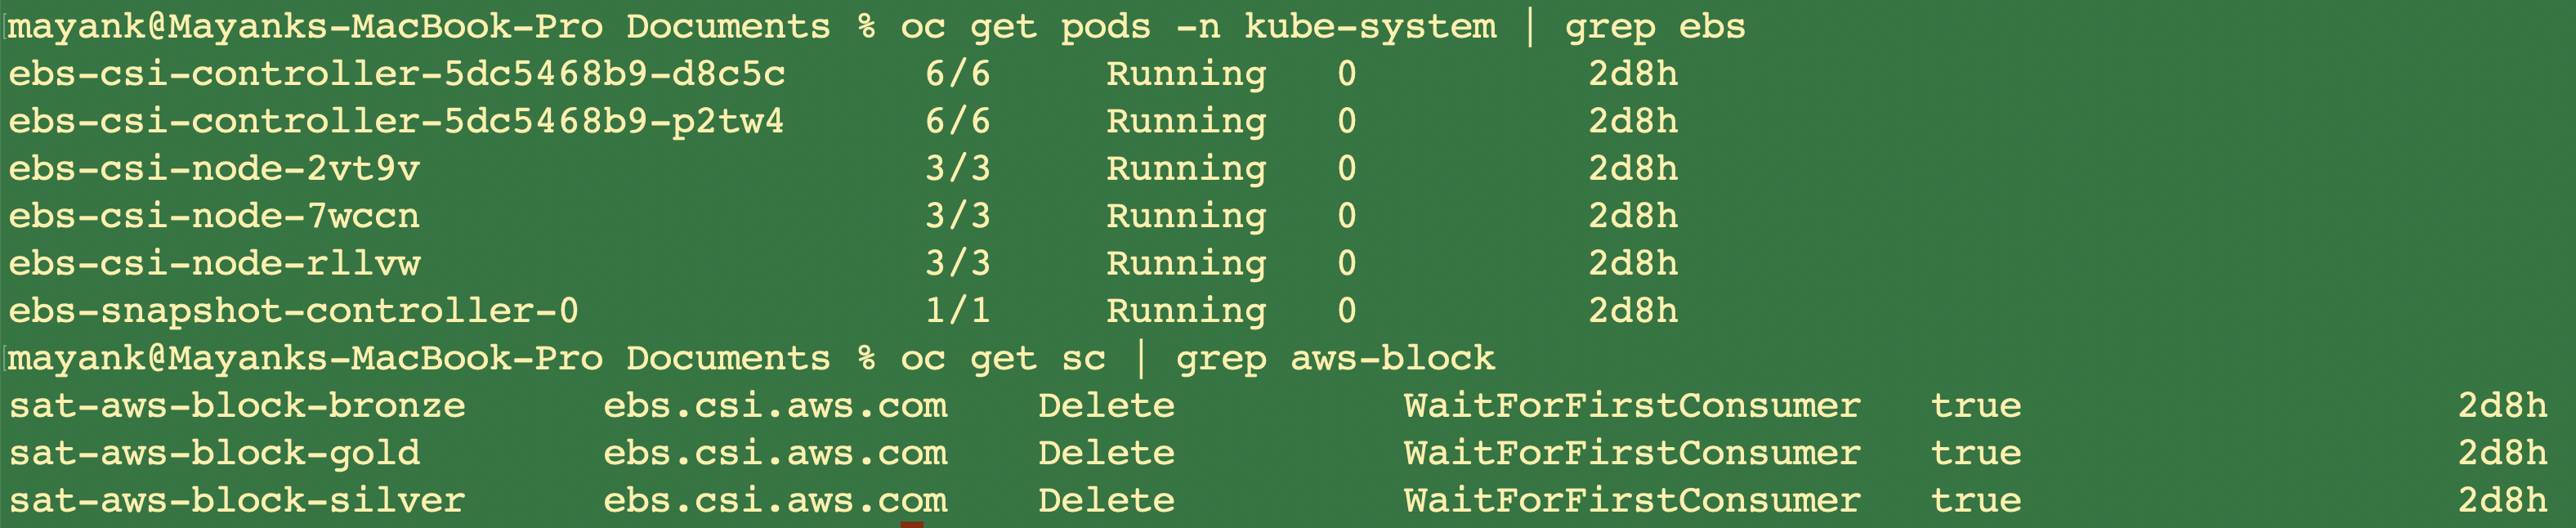 mayank@Mayanks-MacBook-Pro Documents % oc get pods -n kube-system | grep ebs
ebs-csi-controller-5dc5468b9-d8c5c 6/6 Running 0 2d8h
ebs-csi-controller-5dc5468b9-p2tw4 6/6 Running 0 2d8h
ebs-csi-node-2vt9v 3/3 Running 0 2d8h
ebs-csi-node-7wccn 3/3 Running 0 2d8h
ebs-csi-node-rllvw 3/3 Running 0 2d8h
ebs-snapshot-controller-0 1/1 Running 0 2d8h
mayank@Mayanks-MacBook-Pro Documents % oc get sc | grep aws-block
sat-aws-block-bronze ebs.csi.aws.com Delete WaitForFirstConsumer true 2d8h
sat-aws-block-gold ebs.csi.aws.com Delete WaitForFirstConsumer true 2d8h
sat-aws-block-silver ebs.csi.aws.com Delete WaitForFirstConsumer true 2d8h